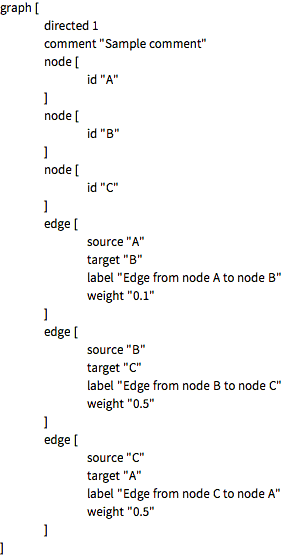 graph [
directed 1
comment "Sample comment"
node [
id "A"
]
node [
id "B"
]
node [
id "C"
]
edge [
source "A"
target "B"
label "Edge from node A to node B"
weight "0.1"
]
edge [
source "B"
target "C"
label "Edge from node B to node C"
weight "0.5"
]
edge [
source "C"
target "A"
label "Edge from node C to node A"
weight "0.5"
]
]